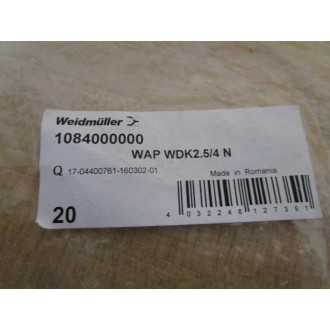 Weidmüller
1084000000
WAP WDK2.5/4 N
Q 17-04400761-160302-01
Made in Romania
20
4 032248 127351